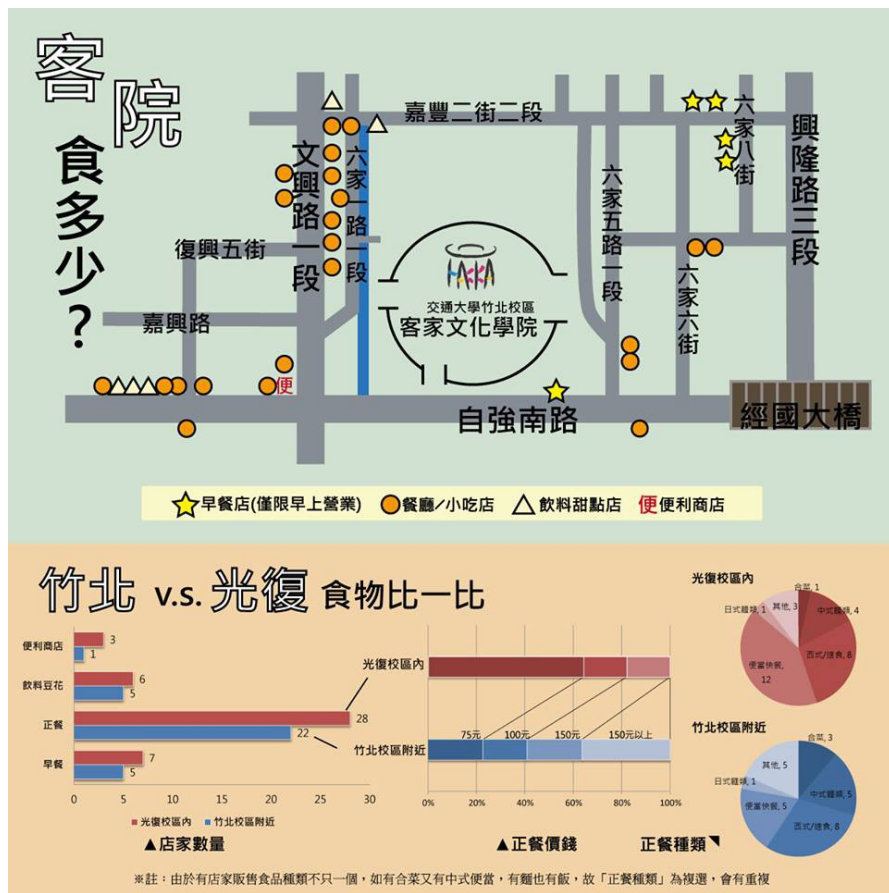 客院
食多少？
嘉豐二街二段
六家八街
興隆路三段
文興路一段
六家一路一段
六家五路一段
復興五街
HAKKA
交通大學竹北校區
客家文化學院
六家六街
嘉興路
便
自強南路
經國大橋
早餐店(僅限早上營業)
餐廳/小吃店
飲料甜點店
便 便利商店
竹北 v.s. 光復 食物比一比
便利商店
飲料豆花
正餐
早餐
3
1
6
5
28
22
7
5
0 5 10 15 20 25 30
光復校區內 竹北校區附近
▲店家數量
光復校區內
竹北校區附近
75元 100元 150元 150元以上
0% 20% 40% 60% 80% 100%
▲正餐價錢
正餐種類◥
光復校區內
合菜, 1
中式麵類, 4
西式/速食, 8
便當快餐, 12
日式麵類, 1
其他, 3
竹北校區附近
合菜, 3
中式麵類, 5
西式/速食, 8
便當快餐, 5
日式麵類, 1
其他, 5
※註：由於有店家販售食品種類不只一個，如有合菜又有中式便當，有麵也有飯，故「正餐種類」為複選，會有重複